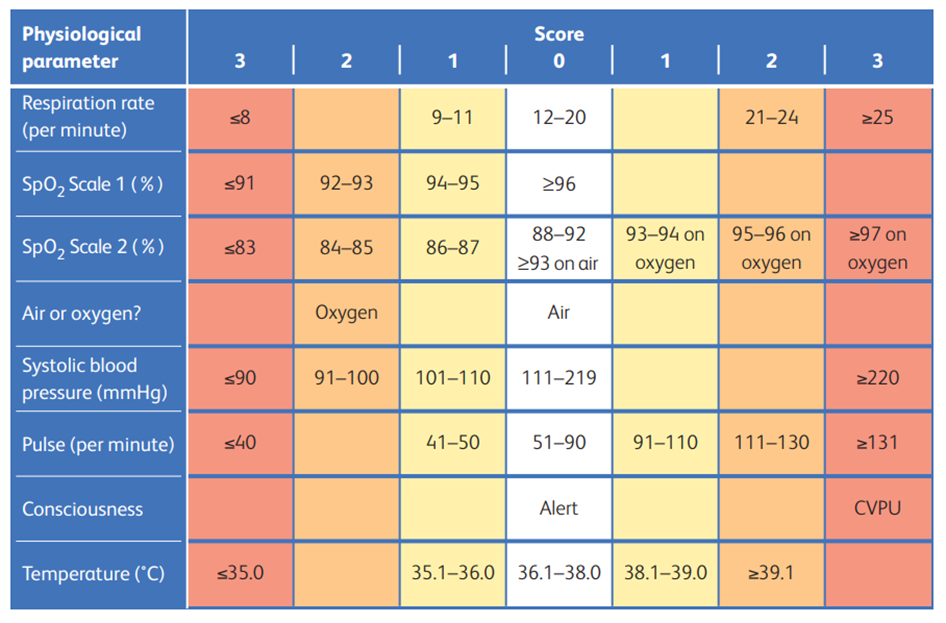 Physiological parameter Score
3 2 1 0 1 2 3
Respiration rate (per minute) ≤8 9–11 12–20 21–24 ≥25
SpO2 Scale 1 (%) ≤91 92–93 94–95 ≥96
SpO2 Scale 2 (%) ≤83 84–85 86–87 88–92 ≥93 on air 93–94 on oxygen 95–96 on oxygen ≥97 on oxygen
Air or oxygen? Oxygen Air
Systolic blood pressure (mmHg) ≤90 91–100 101–110 111–219 ≥220
Pulse (per minute) ≤40 41–50 51–90 91–110 111–130 ≥131
Consciousness Alert CVPU
Temperature (˚C) ≤35.0 35.1–36.0 36.1–38.0 38.1–39.0 ≥39.1